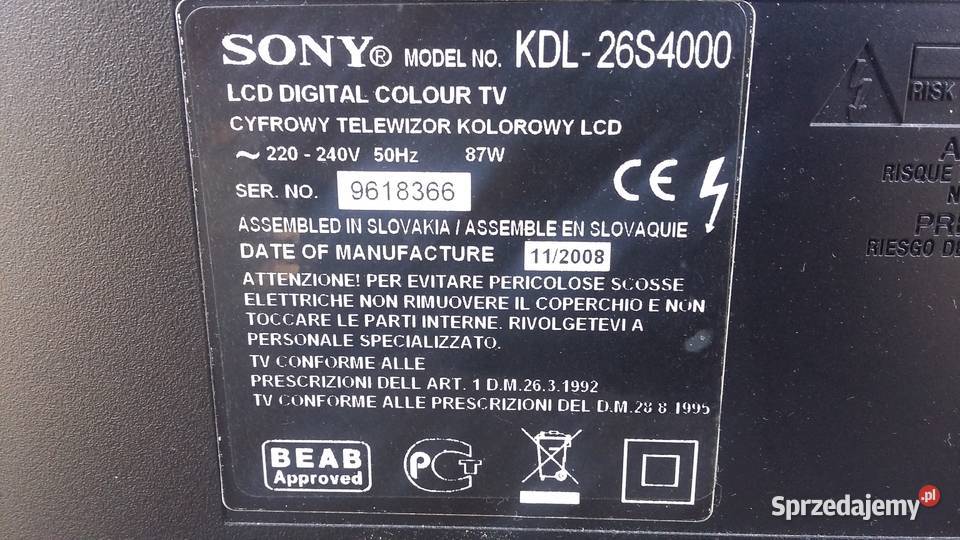 SONY® MODEL NO. KDL-26S4000
LCD DIGITAL COLOUR TV
CYFROWY TELEWIZOR KOLOROWY LCD
~ 220 - 240V 50Hz 87W
SER. NO. 9618366
CE
ASSEMBLED IN SLOVAKIA / ASSEMBLE EN SLOVAQUIE
DATE OF MANUFACTURE 11/2008
ATTENZIONE! PER EVITARE PERICOLOSE SCOSSE
ELETTRICHE NON RIMUOVERE IL COPERCHIO E NON
TOCCARE LE PARTI INTERNE. RIVOLGETEVI A
PERSONALE SPECIALIZZATO.
TV CONFORME ALLE
PRESCRIZIONI DELL ART. 1 D.M.26.3.1992
TV CONFORME ALLE PRESCRIZIONI DEL D.M.28 8 1995
BEAB
Approved
PCT
RISK
RISQUE
RIESGO DE
Sprzedajemy.pl